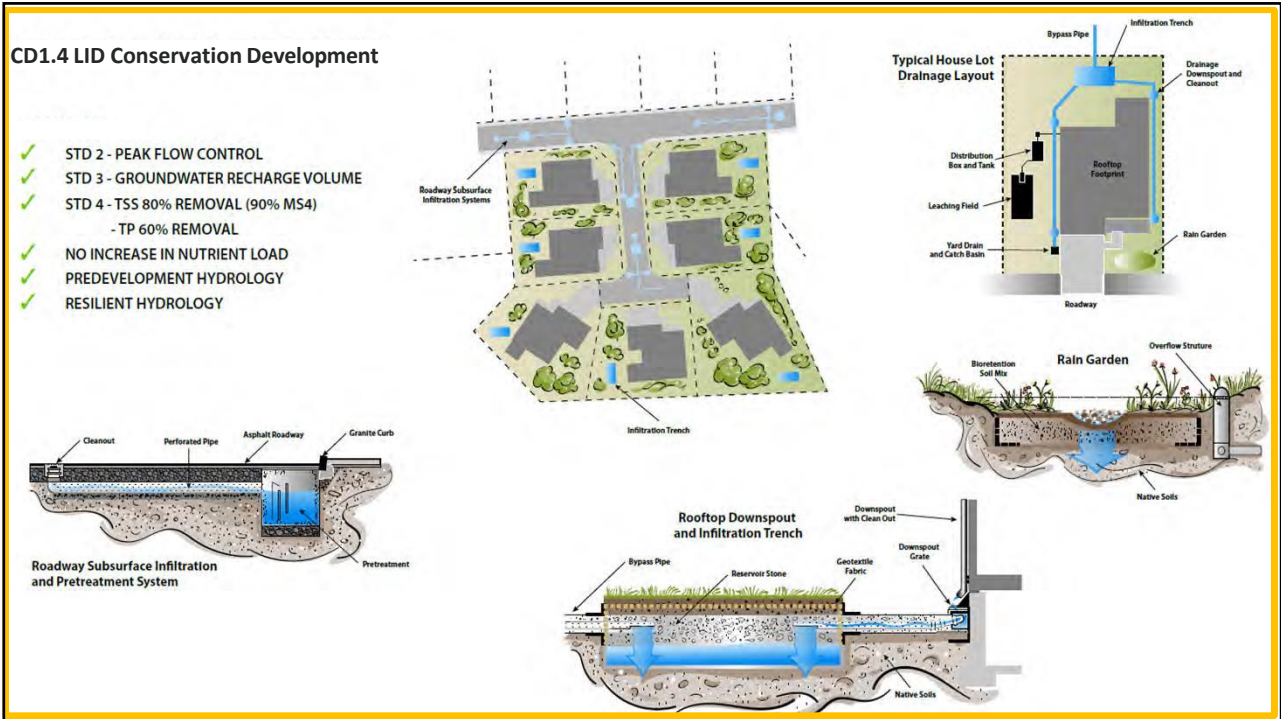 CD1.4 LID Conservation Development
✓ STD 2 - PEAK FLOW CONTROL
✓ STD 3 - GROUNDWATER RECHARGE VOLUME
✓ STD 4 - TSS 80% REMOVAL (90% MS4)
- TP 60% REMOVAL
✓ NO INCREASE IN NUTRIENT LOAD
✓ PREDEVELOPMENT HYDROLOGY
✓ RESILIENT HYDROLOGY
Roadway Subsurface
Infiltration Systems
Infiltration Trench
Typical House Lot
Drainage Layout
Bypass Pipe
Infiltration Trench
Drainage
Downspout and
Cleanout
Distribution
Box and Tank
Rooftop
Footprint
Leaching Field
Yard Drain
and Catch Basin
Rain Garden
Roadway
Rain Garden
Overflow Struture
Bioretention
Soil Mix
Native Soils
Cleanout
Perforated Pipe
Asphalt Roadway
Granite Curb
Pretreatment
Roadway Subsurface Infiltration
and Pretreatment System
Rooftop Downspout
and Infiltration Trench
Downspout
with Clean Out
Downspout
Grate
Geotextile
Fabric
Bypass Pipe
Reservoir Stone
Native Soils